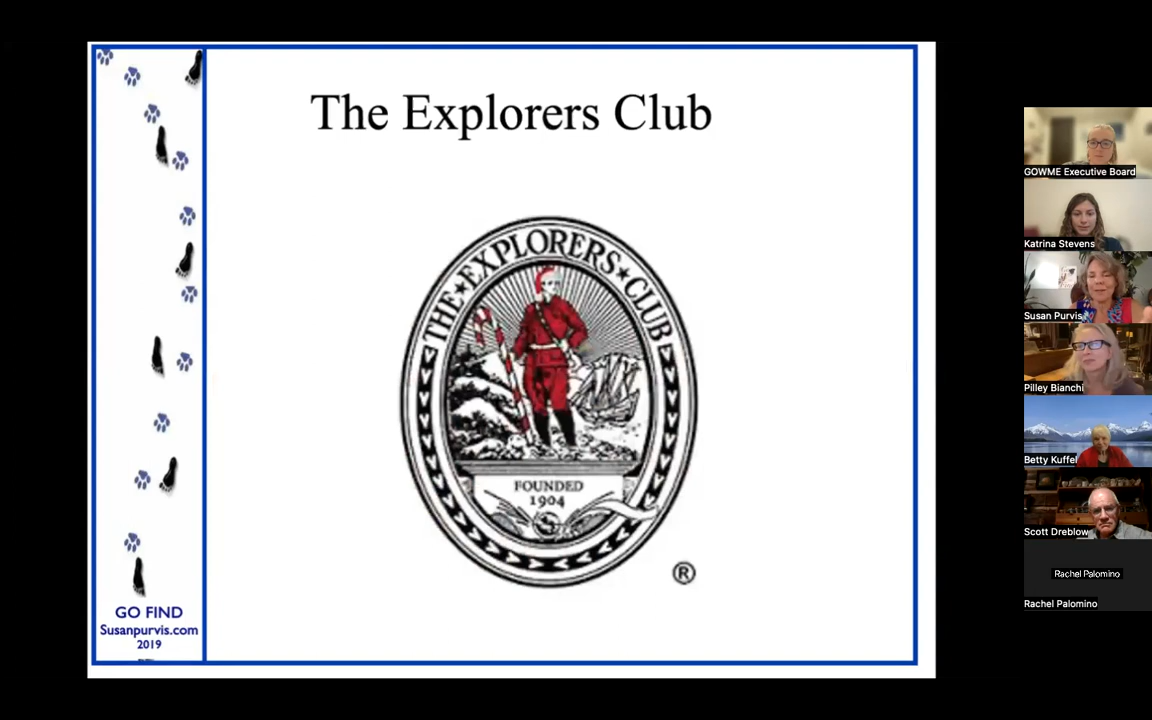 The Explorers Club
THE★EXPLORERS★CLUB
FOUNDED
1904
®
GO FIND
Susanpurvis.com
2019
GOWME Executive Board
Katrina Stevens
Susan Purvis
Pilley Bianchi
Betty Kuffel
Scott Dreblow
Rachel Palomino
Rachel Palomino